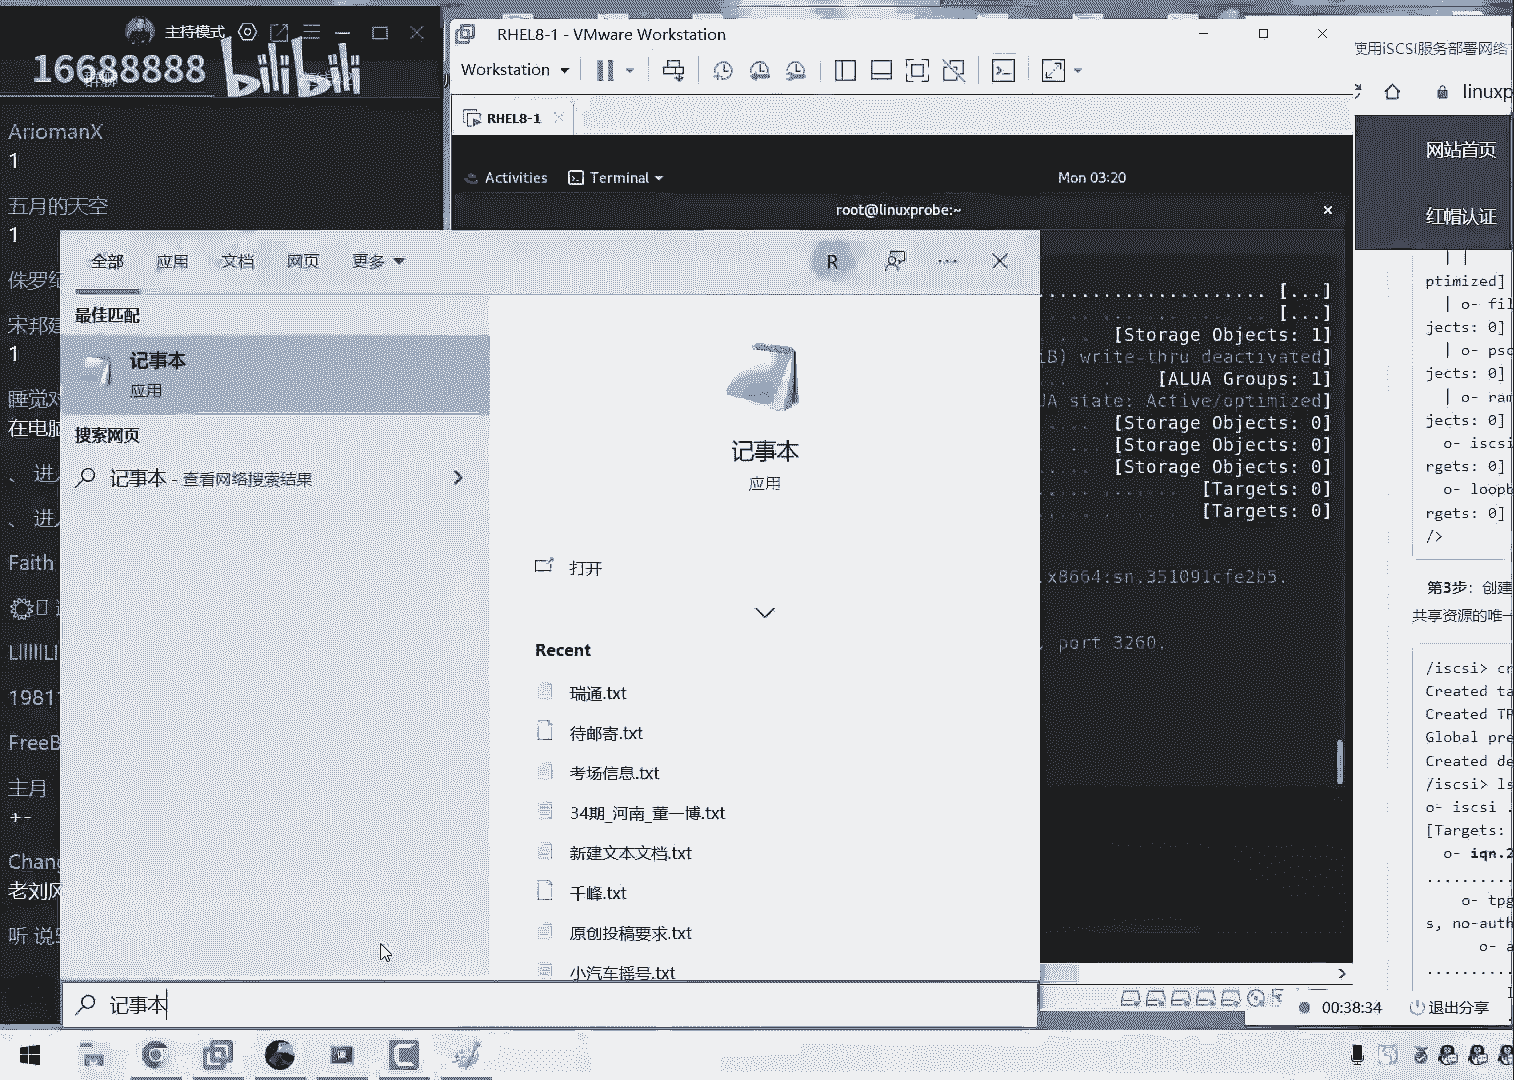 主持模式
16688888
bilibili
AriomanX
1
五月的天空
1
侏罗纪
宋邦建
1
睡觉对
在电脑
、 进入
、 进入
Faith
LIIIILI
1981
FreeB
主月
+-
Chang
老刘风
听 说
RHEL8-1 - VMware Workstation
Workstation
RHEL8-1
Activities
Terminal
Mon 03:20
root@linuxprobe:~
[...]
[...]
[Storage Objects: 1]
iB) write-thru deactivated]
[ALUA Groups: 1]
UA state: Active/optimized]
[Storage Objects: 0]
[Storage Objects: 0]
[Storage Objects: 0]
[Targets: 0]
[Targets: 0]
x8664:sn.351091cfe2b5.
, port 3260.
全部
应用
文档
网页
更多
R
最佳匹配
记事本
应用
搜索网页
记事本 - 查看网络搜索结果
记事本
应用
打开
Recent
瑞通.txt
待邮寄.txt
考场信息.txt
34期_河南_董一博.txt
新建文本文档.txt
千峰.txt
原创投稿要求.txt
小汽车摇号.txt
记事本
使用iSCSI服务部署网络
linuxp
网站首页
红帽认证
| |
ptimized]
| o- fil
jects: 0]
| o- psc
jects: 0]
| o- ram
jects: 0]
o- iscsi
rgets: 0]
o- loopb
rgets: 0]
/>
第3步：创建
共享资源的唯一
/iscsi> cr
Created ta
Created TP
Global pre
Created de
/iscsi> ls
o- iscsi .
[Targets:
o- iqn.2
..........
o- tpg
s, no-auth
o- a
..........
00:38:34
退出分享